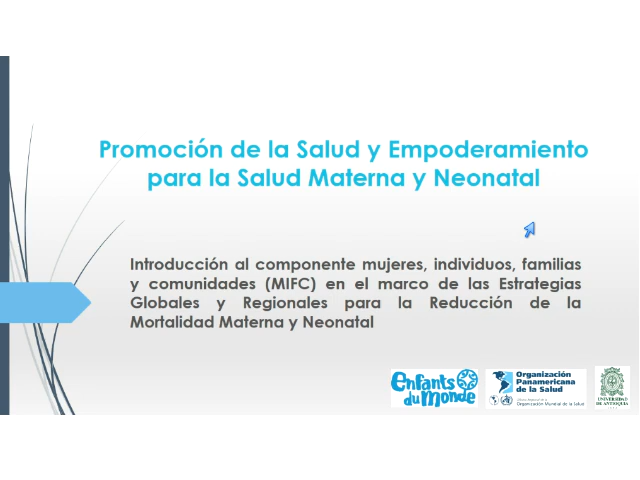 Promoción de la Salud y Empoderamiento
para la Salud Materna y Neonatal
Introducción al componente mujeres, individuos, familias
y comunidades (MIFC) en el marco de las Estrategias
Globales y Regionales para la Reducción de la
Mortalidad Materna y Neonatal
enfants
du monde
Organización
Panamericana
de la Salud
Organización Mundial de la Salud
UNIVERSIDAD
DE ANTIOQUIA